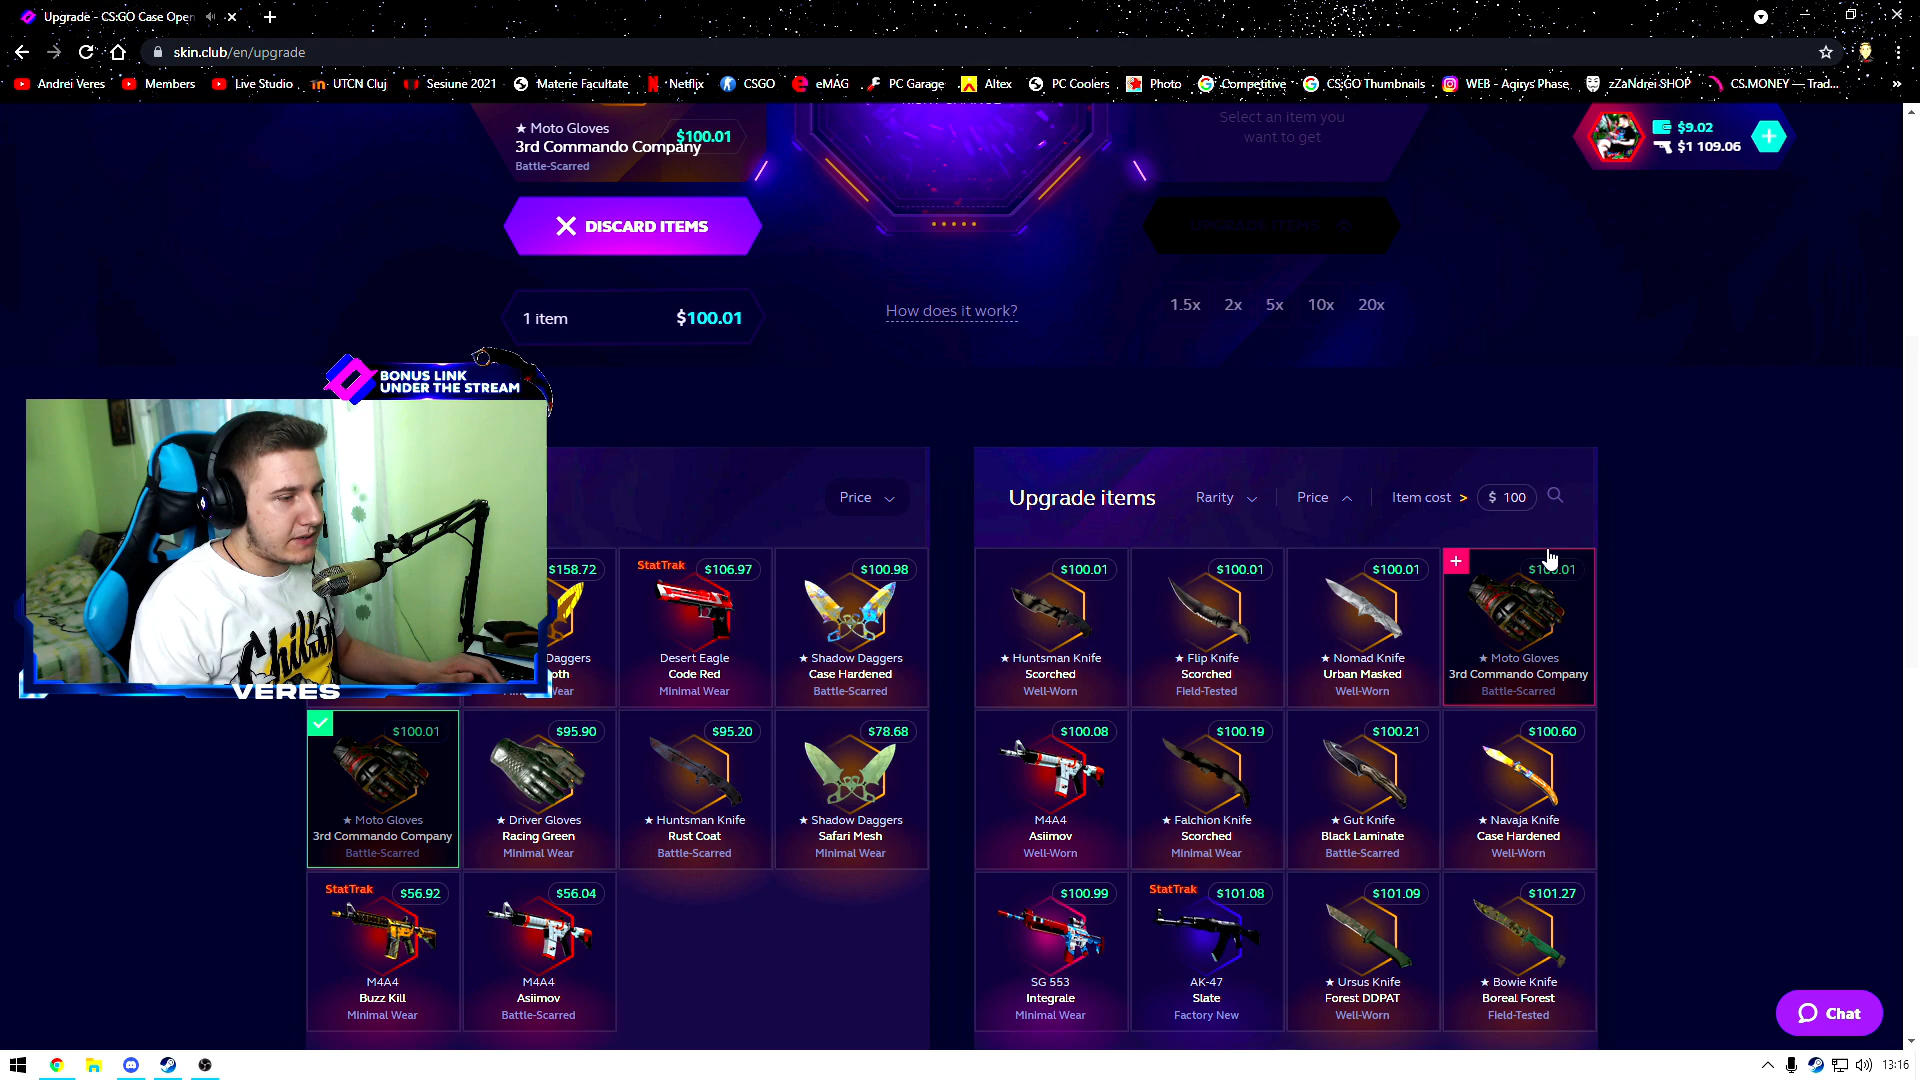 Upgrade - CS:GO Case Open
skin.club/en/upgrade
Andrei Veres
Members
Live Studio
UTCN Cluj
Sesiune 2021
Materie Facultate
Netflix
CSGO
eMAG
PC Garage
Altex
PC Coolers
Photo
Competitive
CS:GO Thumbnails
WEB - Aqirys Phase
zZaNdrei SHOP
CS.MONEY — Trad...
★ Moto Gloves
3rd Commando Company
Battle-Scarred
$100.01
Select an item you
want to get
$9.02
$1 109.06
DISCARD ITEMS
UPGRADE ITEMS
1 item
$100.01
How does it work?
1.5x
2x
5x
10x
20x
BONUS LINK
UNDER THE STREAM
Chillin
VERES
Price
Upgrade items
Rarity
Price
Item cost >
$ 100
$158.72
Daggers
oth
Wear
StatTrak
$106.97
Desert Eagle
Code Red
Minimal Wear
$100.98
★ Shadow Daggers
Case Hardened
Battle-Scarred
$100.01
★ Huntsman Knife
Scorched
Well-Worn
$100.01
★ Flip Knife
Scorched
Field-Tested
$100.01
★ Nomad Knife
Urban Masked
Well-Worn
★ Moto Gloves
3rd Commando Company
Battle-Scarred
$100.01
★ Moto Gloves
3rd Commando Company
Battle-Scarred
$95.90
★ Driver Gloves
Racing Green
Minimal Wear
$95.20
★ Huntsman Knife
Rust Coat
Battle-Scarred
$78.68
★ Shadow Daggers
Safari Mesh
Minimal Wear
$100.08
M4A4
Asiimov
Well-Worn
$100.19
★ Falchion Knife
Scorched
Minimal Wear
$100.21
★ Gut Knife
Black Laminate
Battle-Scarred
$100.60
★ Navaja Knife
Case Hardened
Well-Worn
StatTrak
$56.92
M4A4
Buzz Kill
Minimal Wear
$56.04
M4A4
Asiimov
Battle-Scarred
$100.99
SG 553
Integrale
Minimal Wear
StatTrak
$101.08
AK-47
Slate
Factory New
$101.09
★ Ursus Knife
Forest DDPAT
Well-Worn
$101.27
★ Bowie Knife
Boreal Forest
Field-Tested
Chat
13:16